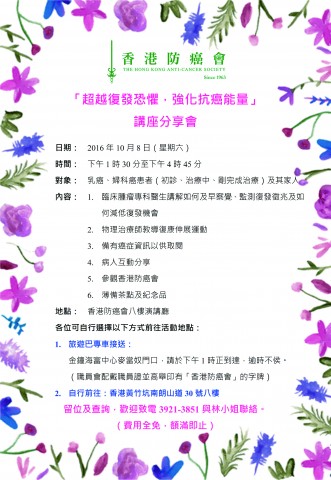 香港防癌會
THE HONG KONG ANTI-CANCER SOCIETY
Since 1963
「超越復發恐懼．強化抗癌能量」
講座分享會
日期： 2016 年 10 月 8 日（星期六）
時間： 下午 1 時 30 分至下午 4 時 45 分
對象： 乳癌、婦科癌患者（初診、治療中、剛完成治療）及其家人
內容： 1. 臨床腫瘤專科醫生講解如何及早察覺、監測復發徵兆及如
何減低復發機會
2. 物理治療師教導復康伸展運動
3. 備有癌症資訊以供取閱
4. 病人互動分享
5. 參觀香港防癌會
6. 薄備茶點及紀念品
地點： 香港防癌會八樓演講廳
各位可自行選擇以下方式前往活動地點：
1. 旅遊巴專車接送：
金鐘海富中心麥當奴門口，請於下午 1 時正到達，逾時不侯。
（職員會配戴職員證並高舉印有「香港防癌會」的字牌）
2. 自行前往：香港黃竹坑南朗山道 30 號八樓
留位及查詢，歡迎致電 3921-3851 與林小姐聯絡。
（費用全免，額滿即止）